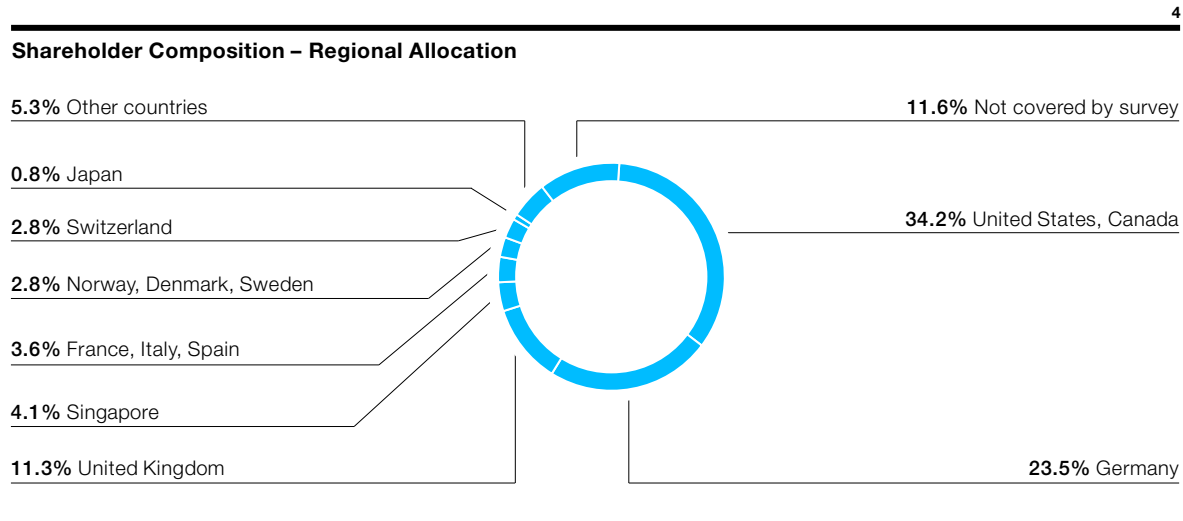 4
Shareholder Composition – Regional Allocation
5.3% Other countries
11.6% Not covered by survey
0.8% Japan
34.2% United States, Canada
2.8% Switzerland
2.8% Norway, Denmark, Sweden
3.6% France, Italy, Spain
4.1% Singapore
11.3% United Kingdom
23.5% Germany